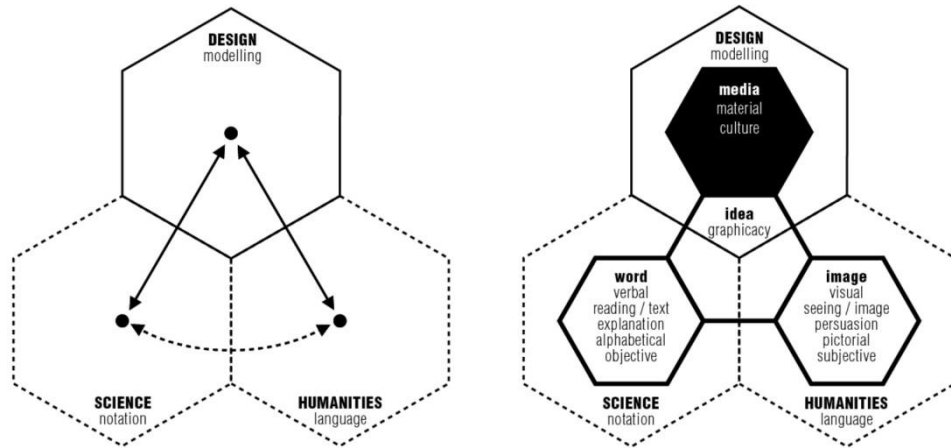 DESIGN
modelling
SCIENCE
notation
HUMANITIES
language
DESIGN
modelling
media
material
culture
idea
graphicacy
word
verbal
reading / text
explanation
alphabetical
objective
image
visual
seeing / image
persuasion
pictorial
subjective
SCIENCE
notation
HUMANITIES
language